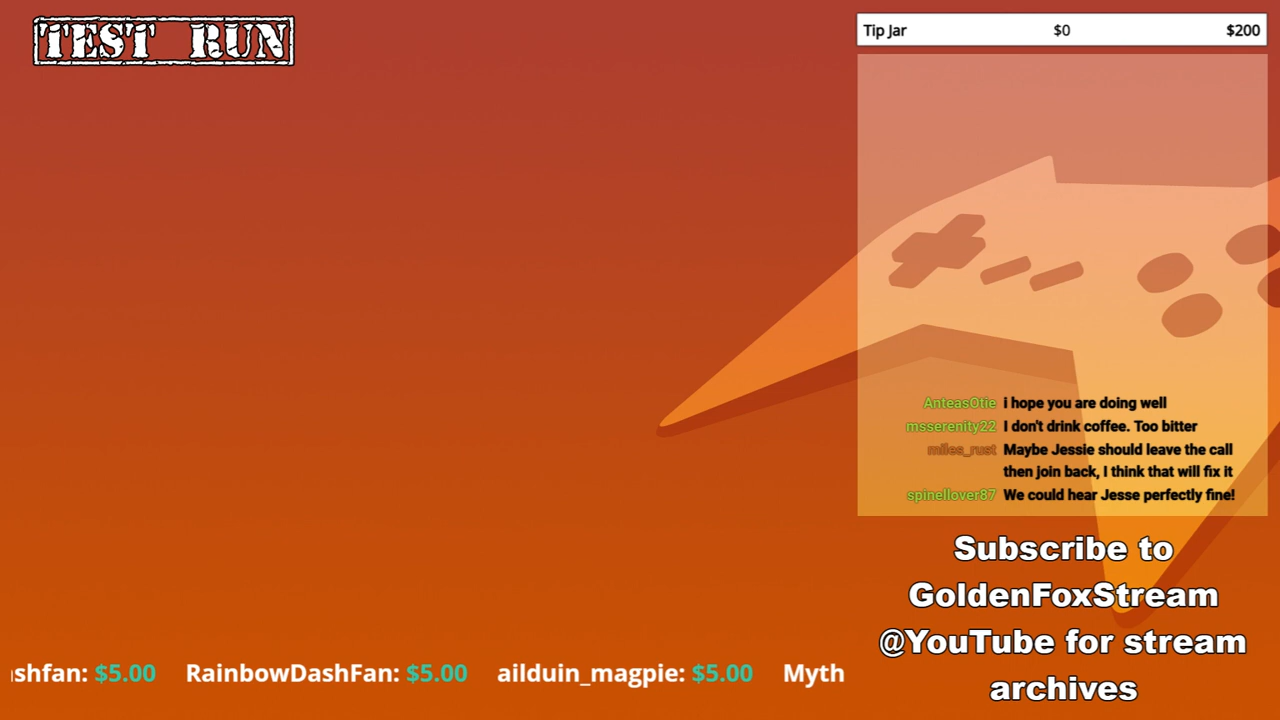 TEST RUN
Tip Jar $0 $200
AnteasOtie i hope you are doing well
msserenity22 I don't drink coffee. Too bitter
miles_rust Maybe Jessie should leave the call
then join back, I think that will fix it
spinellover87 We could hear Jesse perfectly fine!
Subscribe to
GoldenFoxStream
@YouTube for stream
archives
shfan: $5.00 RainbowDashFan: $5.00 ailduin_magpie: $5.00 Myth